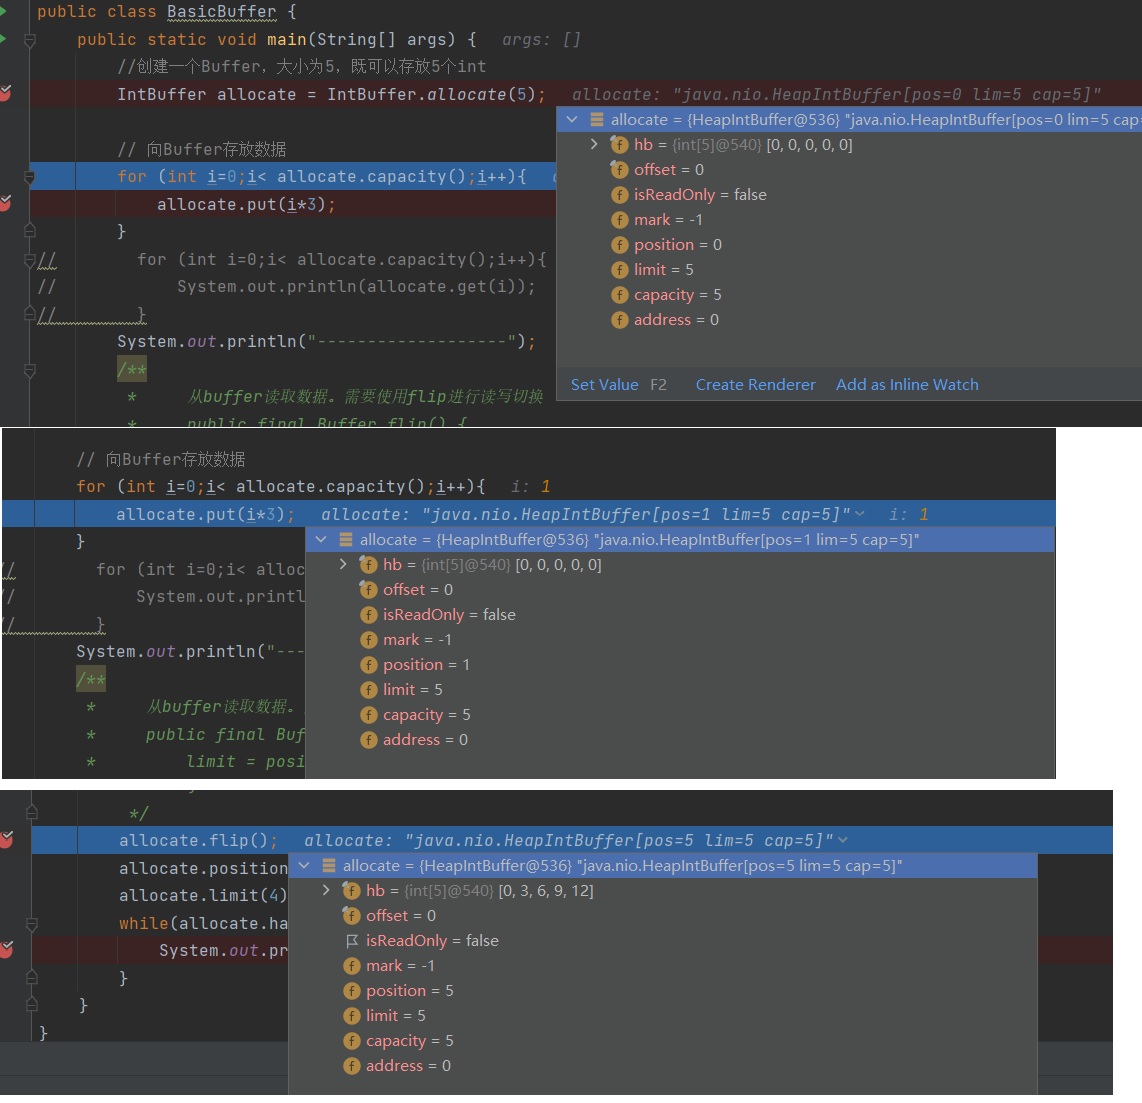 public class BasicBuffer {
public static void main(String[] args) {   args: []
//创建一个Buffer，大小为5，既可以存放5个int
IntBuffer allocate = IntBuffer.allocate(5);   allocate: "java.nio.HeapIntBuffer[pos=0 lim=5 cap=5]"
allocate = {HeapIntBuffer@536} "java.nio.HeapIntBuffer[pos=0 lim=5 cap=
hb = {int[5]@540} [0, 0, 0, 0, 0]
// 向Buffer存放数据
offset = 0
for (int i=0;i< allocate.capacity();i++){
isReadOnly = false
allocate.put(i*3);
mark = -1
}
position = 0
//        for (int i=0;i< allocate.capacity();i++){
limit = 5
//            System.out.println(allocate.get(i));
capacity = 5
//        }
address = 0
System.out.println("-------------------");
/**
Set Value F2   Create Renderer   Add as Inline Watch
*     从buffer读取数据。需要使用flip进行读写切换
*     public final Buffer flip() {
// 向Buffer存放数据
for (int i=0;i< allocate.capacity();i++){   i: 1
allocate.put(i*3);   allocate: "java.nio.HeapIntBuffer[pos=1 lim=5 cap=5]"   i: 1
}
allocate = {HeapIntBuffer@536} "java.nio.HeapIntBuffer[pos=1 lim=5 cap=5]"
//        for (int i=0;i< alloc
hb = {int[5]@540} [0, 0, 0, 0, 0]
//            System.out.printl
offset = 0
//        }
isReadOnly = false
mark = -1
System.out.println("---
position = 1
/**
limit = 5
*     从buffer读取数据。
capacity = 5
*     public final Buf
address = 0
*         limit = posi
*/
allocate.flip();   allocate: "java.nio.HeapIntBuffer[pos=5 lim=5 cap=5]"
allocate.position
allocate = {HeapIntBuffer@536} "java.nio.HeapIntBuffer[pos=5 lim=5 cap=5]"
allocate.limit(4)
hb = {int[5]@540} [0, 3, 6, 9, 12]
while(allocate.ha
offset = 0
System.out.pr
isReadOnly = false
}
mark = -1
}
position = 5
}
limit = 5
capacity = 5
address = 0